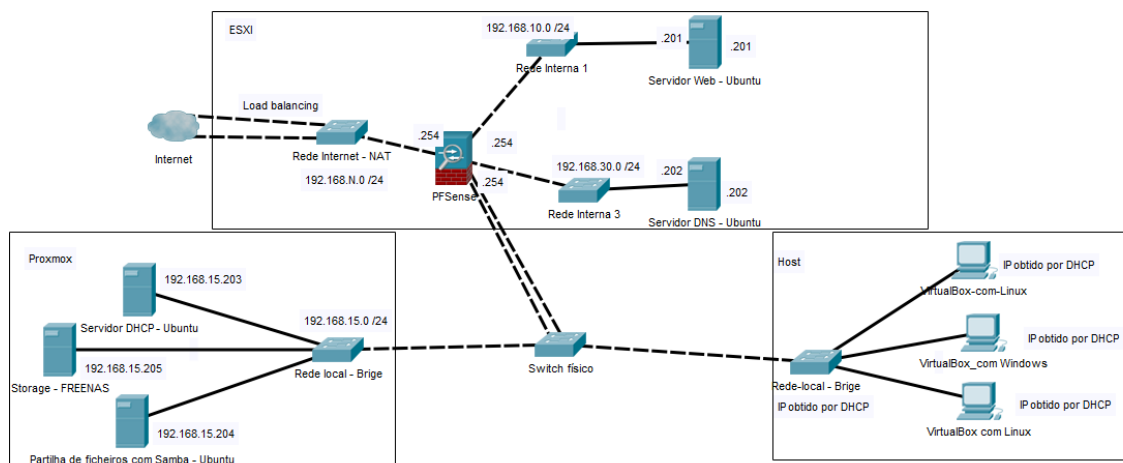 ESXI
192.168.10.0 /24
.201
.201
Rede Interna 1
Servidor Web - Ubuntu
Load balancing
Internet
Rede Internet - NAT
192.168.N.0 /24
.254
.254
.254
PFSense
192.168.30.0 /24
.202
.202
Rede Interna 3
Servidor DNS - Ubuntu
Proxmox
192.168.15.203
Servidor DHCP - Ubuntu
192.168.15.0 /24
192.168.15.205
Storage - FREENAS
Rede local - Brige
192.168.15.204
Partilha de ficheiros com Samba - Ubuntu
Switch físico
Host
IP obtido por DHCP
VirtualBox-com-Linux
IP obtido por DHCP
VirtualBox_com Windows
Rede-local - Brige
IP obtido por DHCP
IP obtido por DHCP
VirtualBox com Linux